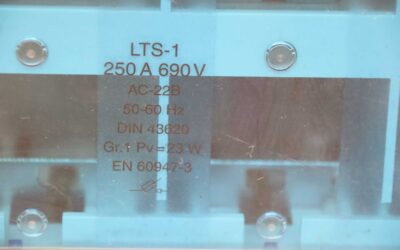 LTS-1
250 A 690 V
AC-22B
50-60 Hz
DIN 43620
Gr.1 Pv = 23 W
EN 60947-3